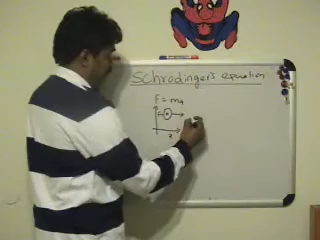 Schrodinger's equation
F = ma
x